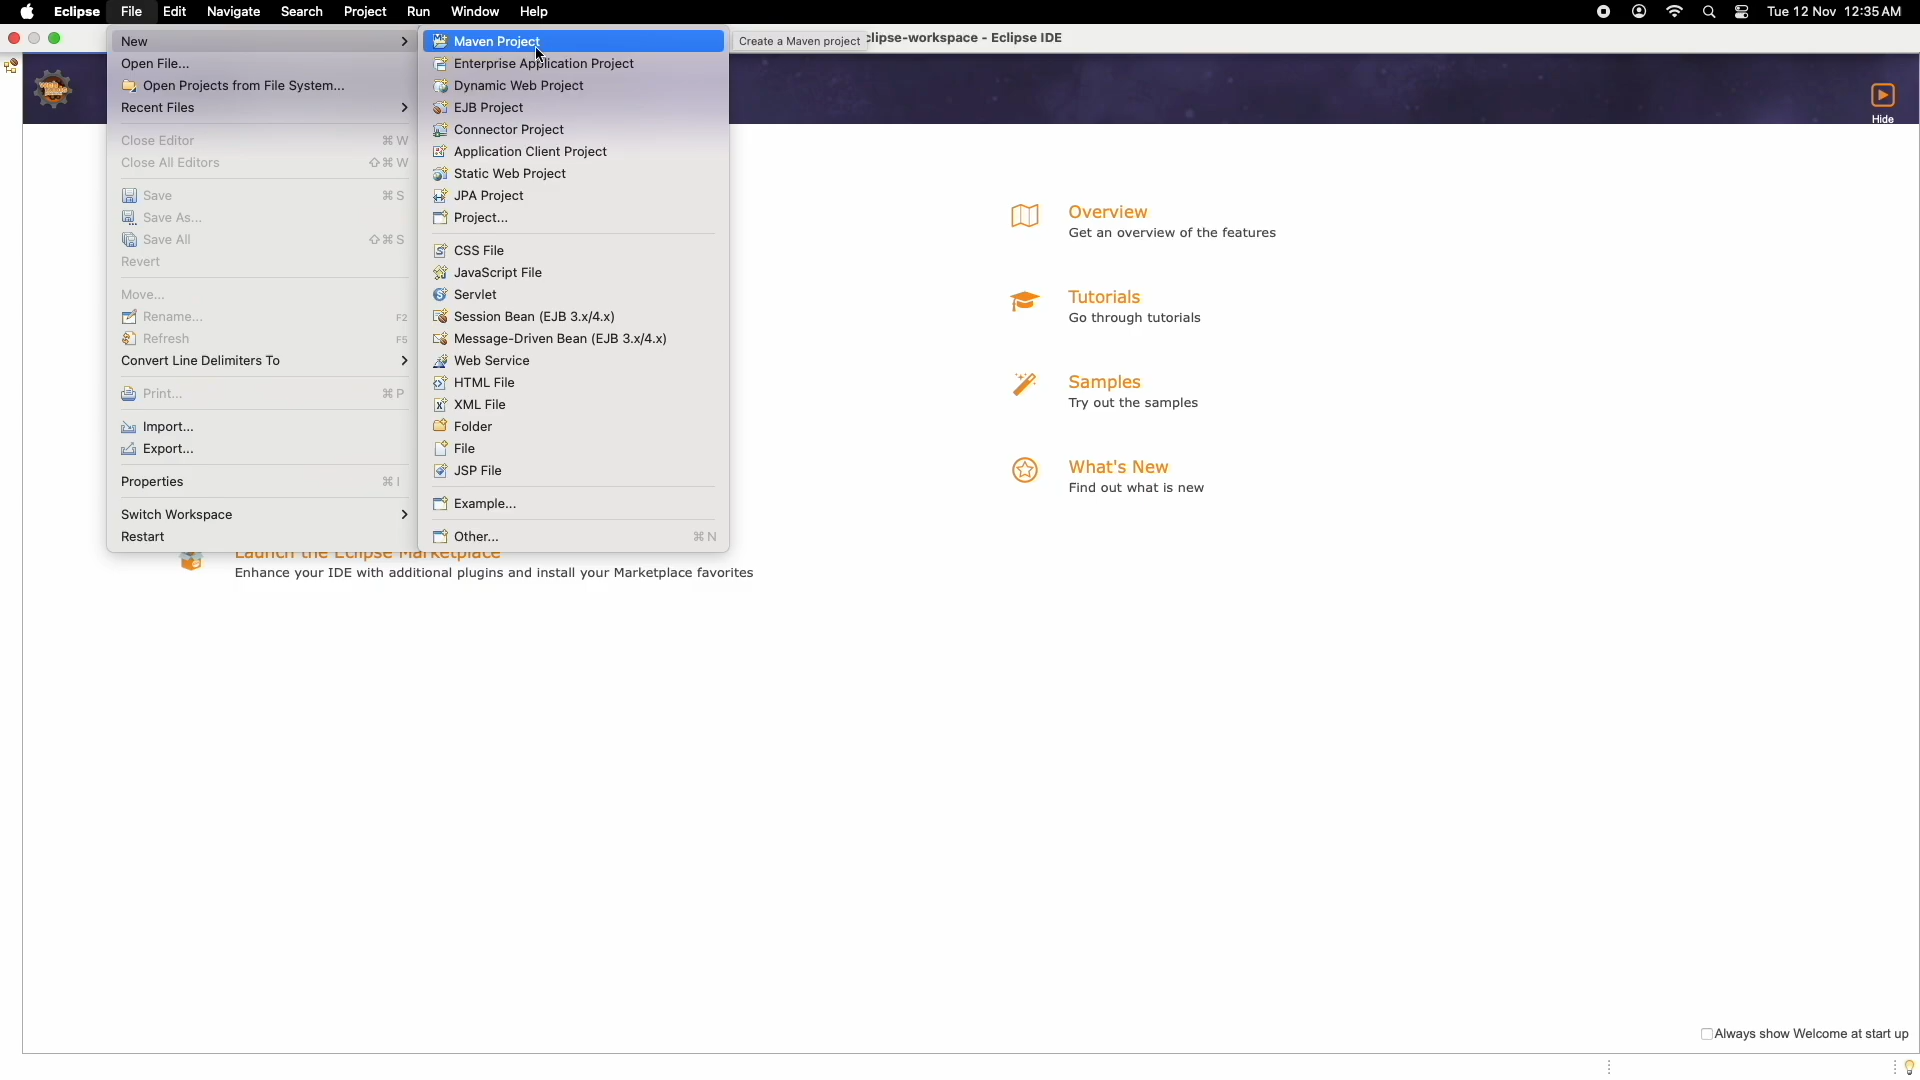 Eclipse File Edit Navigate Search Project Run Window Help Tue 12 Nov 12:35 AM
clipse-workspace - Eclipse IDE
Hide
New
Open File...
Open Projects from File System...
Recent Files
Close Editor ⌘ W
Close All Editors ⇧⌘ W
Save ⌘ S
Save As...
Save All ⇧⌘ S
Revert
Move...
Rename... F2
Refresh F5
Convert Line Delimiters To
Print... ⌘ P
Import...
Export...
Properties ⌘ I
Switch Workspace
Restart
Maven Project
Enterprise Application Project
Dynamic Web Project
EJB Project
Connector Project
Application Client Project
Static Web Project
JPA Project
Project...
CSS File
JavaScript File
Servlet
Session Bean (EJB 3.x/4.x)
Message-Driven Bean (EJB 3.x/4.x)
Web Service
HTML File
XML File
Folder
File
JSP File
Example...
Other... ⌘ N
Create a Maven project
Overview
Get an overview of the features
Tutorials
Go through tutorials
Samples
Try out the samples
What's New
Find out what is new
Launch the Eclipse Marketplace
Enhance your IDE with additional plugins and install your Marketplace favorites
Always show Welcome at start up